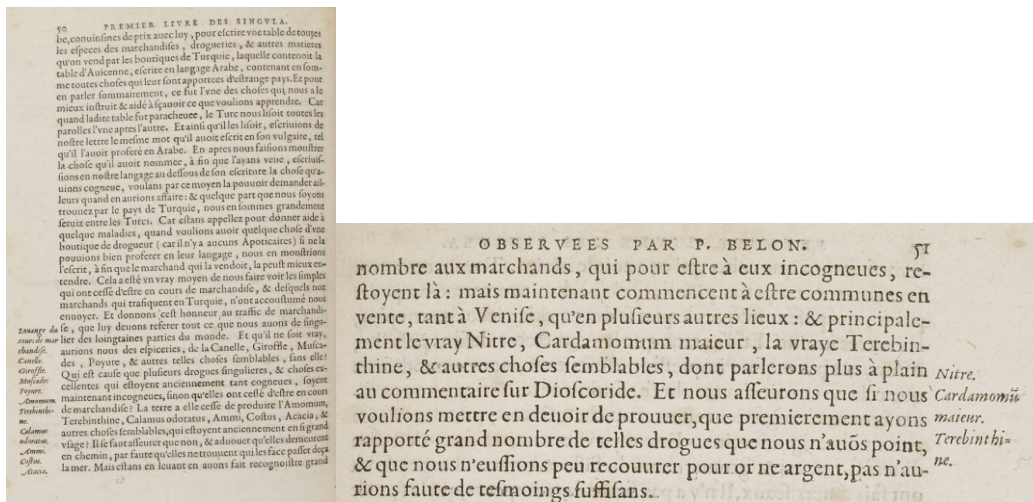 50 PREMIER LIVRE DES SINGVLA.
be, conuinsmes de prix auec luy, pour escrire vne table de toutes
les especes des marchandises, drogueries, & autres matieres
qu'on vend par les boutiques de Turquie, laquelle contenoit la
table d'Auicenne, escrite en langage Arabe, contenant en som-
me toutes choses qui leur sont apportees d'estrange pays. Et pour
en parler sommairement, ce fut l'vne des choses qui nous a le
mieux instruit & aidé à sçauoir ce que voulions apprendre. Car
quand ladite table fut paracheuee, le Turc nous lisoit toutes les
parolles l'vne apres l'autre. Et ainsi qu'il les lisoit, escriuions de
nostre lettre le mesme mot qu'il auoit escrit en son vulgaire, tel
qu'il l'auoit proferé en Arabe. En apres nous faisions monstrer
la chose qu'il auoit nommee, à fin que l'ayans veue, escriuis-
sions en nostre langage au dessous de son escriture la chose qu'a-
uions cogneue, voulans par ce moyen la pouuoir demander ail-
leurs quand en aurions affaire: & quelque part que nous soyons
trouuez par le pays de Turquie, nous en sommes grandement
seruiz entre les Turcs. Car estans appellez pour donner aide à
quelque maladies, quand voulions auoir quelque chose d'vne
boutique de drogueur (car il n'y a aucuns Apoticaires) si ne la
pouuions bien proferer en leur langage, nous en monstrions
l'escrit, à fin que le marchand qui la vendoit, la peust mieux en-
tendre. Cela a esté vn vray moyen de nous faire voir les simples
qui ont cessé d'estre en cours de marchandise, & desquels noz
marchands qui trafiquent en Turquie, n'ont accoustumé nous
enuoyer. Et donnons cest honneur au traffic de marchandi-
Louange du se, que luy deuons referer tout ce que nous auons de singu-
cours de mar lier des loingtaines parties du monde. Et qu'il ne soit vray,
chandise. aurions nous des espiceries, de la Canelle, Giroffle, Musca-
Canelle. des, Poyure, & autres telles choses semblables, sans elle?
Giroffle. Qui est cause que plusieurs drogues singulieres, & choses ex-
Muscades cellentes qui estoyent anciennement tant cogneues, soyent
Poyure. maintenant incogneues, sinon qu'elles ont cessé d'estre en cours
Amomum. de marchandise? La terre a elle cessé de produire l'Amomum,
Terebinthi-
ne. Terebinthine, Calamus odoratus, Ammi, Costus, Acacia, &
Calamus autres choses semblables, qui estoyent anciennement en si grand
odoratus. vsage? Il se faut asseurer que non, & aduouer qu'elles demeurent
Ammi. en chemin, par faute qu'elles ne trouuent qui les face passer deça
Costus. la mer. Mais estans en leuant en auons fait recognoistre grand
Acacia.
OBSERVEES PAR P. BELON. 51
nombre aux marchands, qui pour estre à eux incogneues, re-
stoyent là: mais maintenant commencent à estre communes en
vente, tant à Venise, qu'en plusieurs autres lieux: & principale-
ment le vray Nitre, Cardamomum maieur, la vraye Terebin-
thine, & autres choses semblables, dont parlerons plus à plain Nitre.
au commentaire sur Dioscoride. Et nous asseurons que si nous Cardamomū
voulions mettre en deuoir de prouuer, que premierement ayons maieur.
rapporté grand nombre de telles drogues que nous n'auōs point, Terebinthi-
& que nous n'eussions peu recouurer pour or ne argent, pas n'au- ne.
rions faute de tesmoings suffisans.